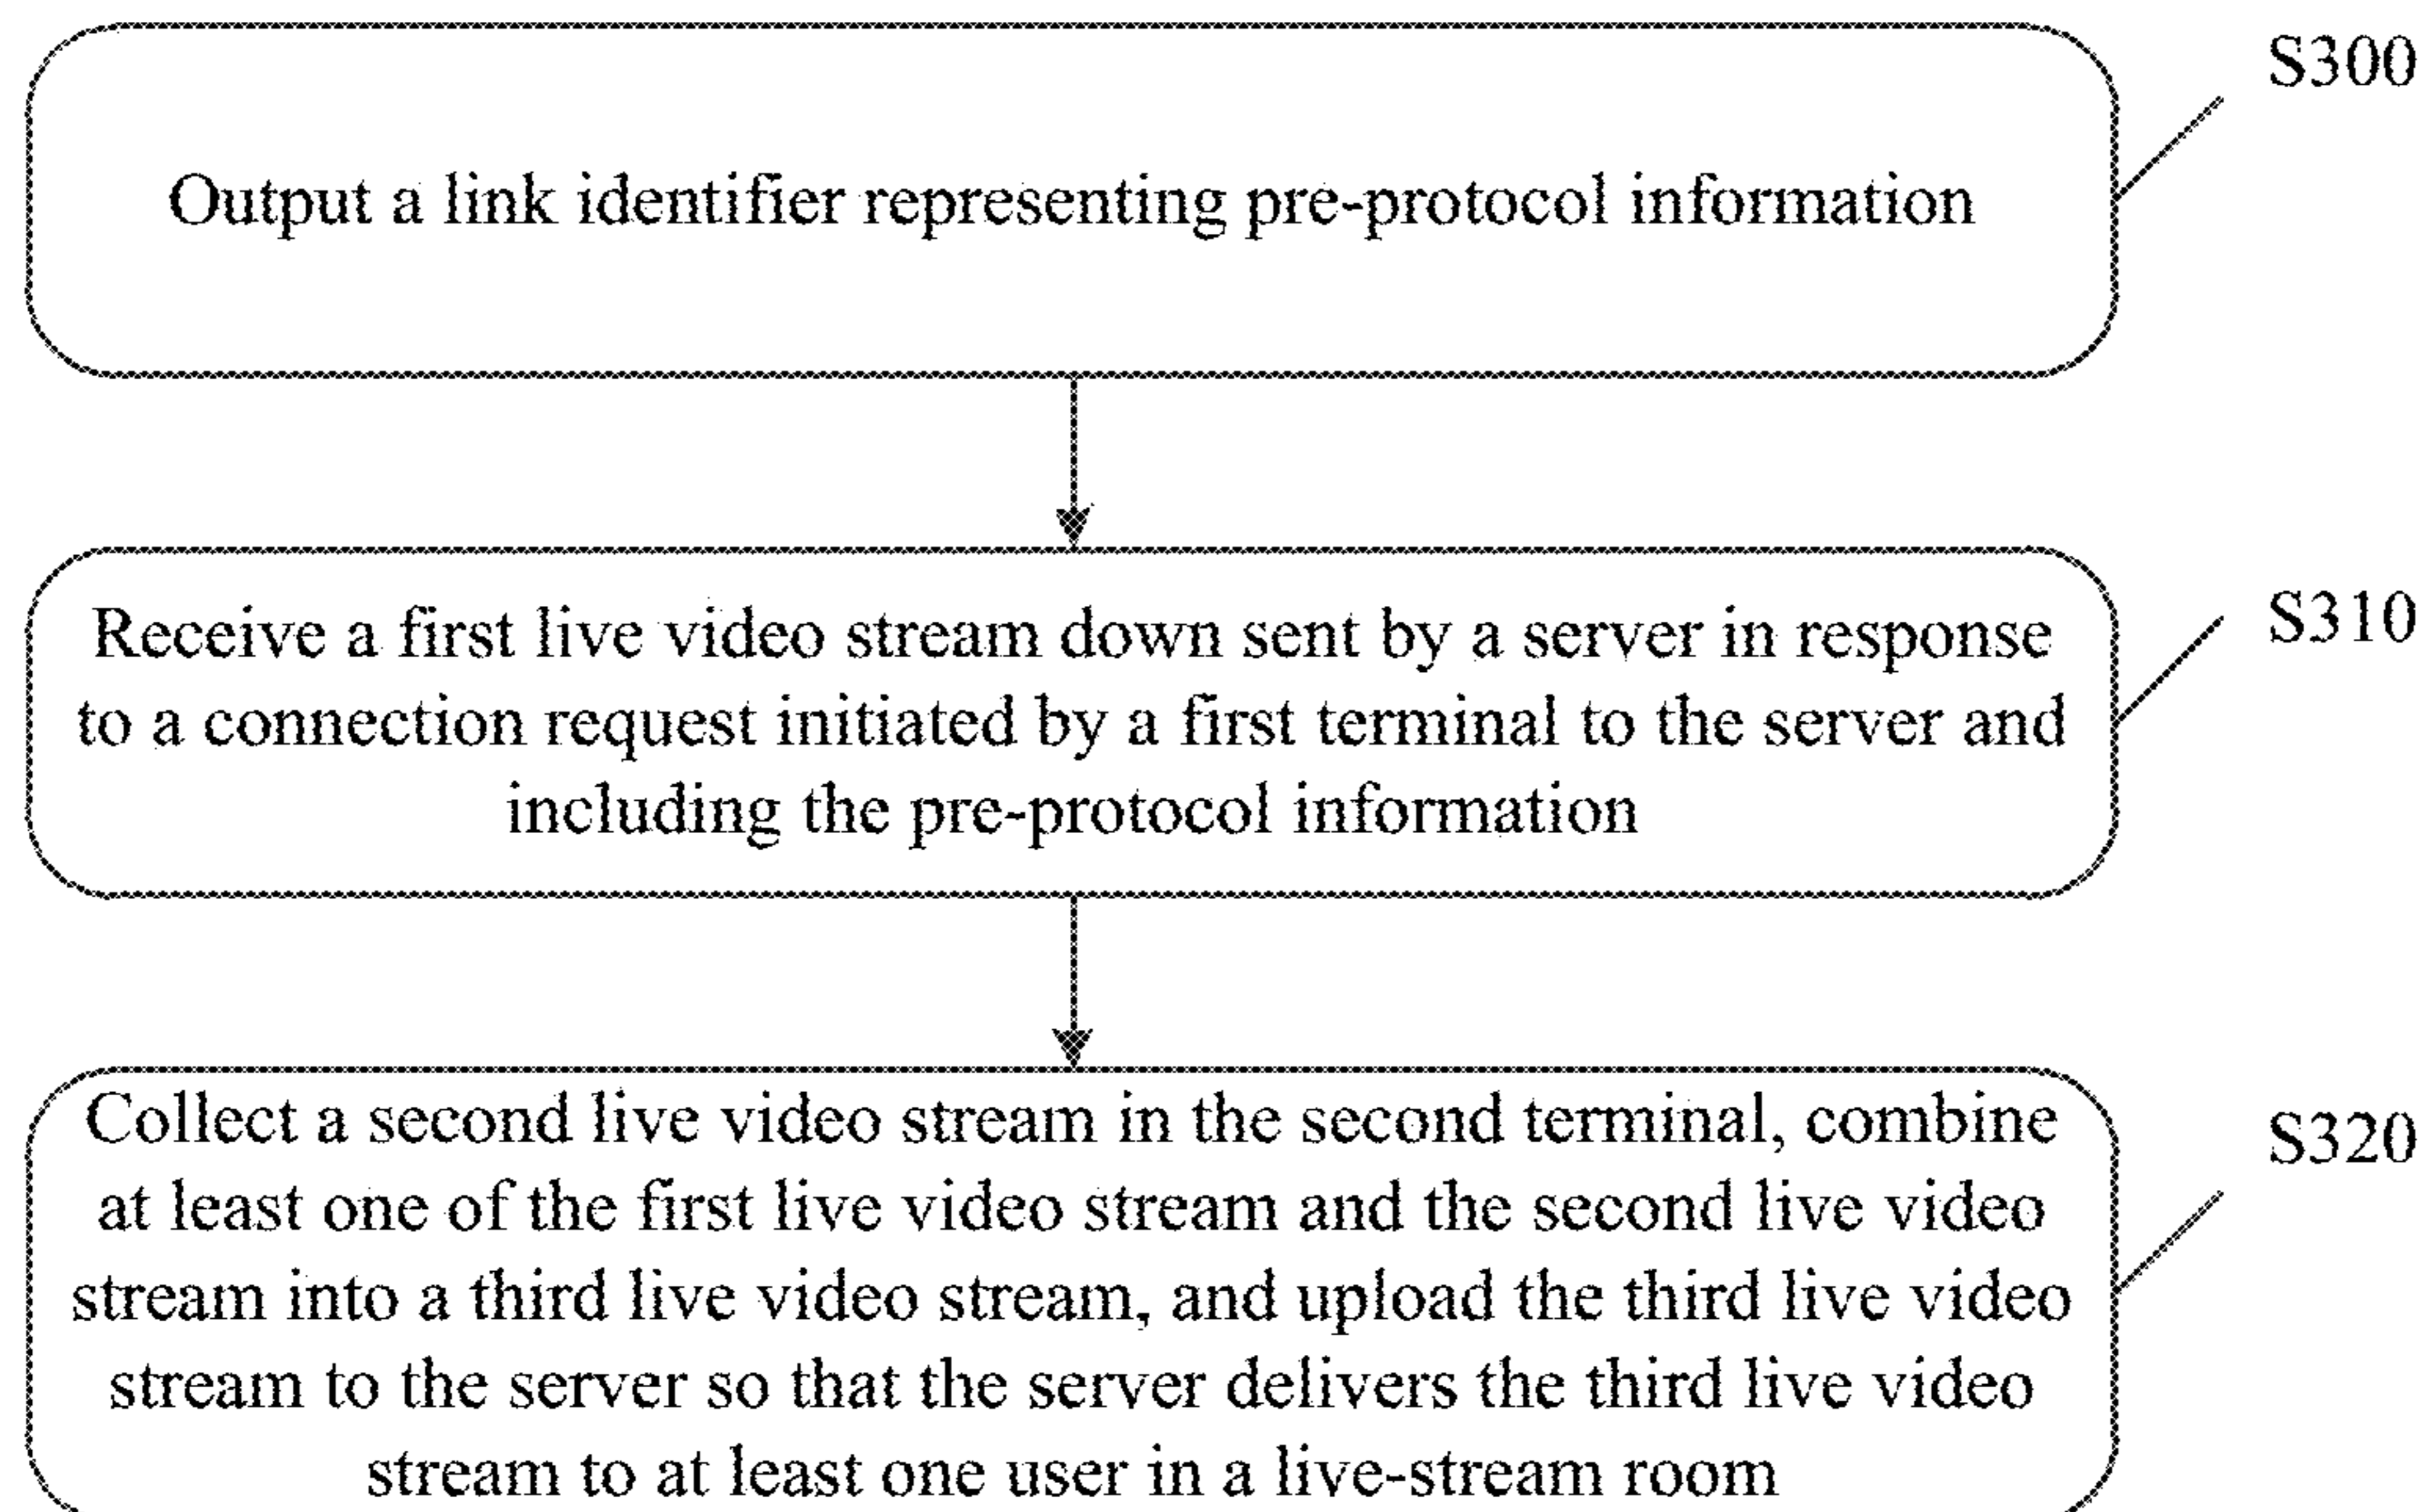 S300
Output a link identifier representing pre-protocol information
S310
Receive a first live video stream down sent by a server in response
to a connection request initiated by a first terminal to the server and
including the pre-protocol information
S320
Collect a second live video stream in the second terminal, combine
at least one of the first live video stream and the second live video
stream into a third live video stream, and upload the third live video
stream to the server so that the server delivers the third live video
stream to at least one user in a live-stream room